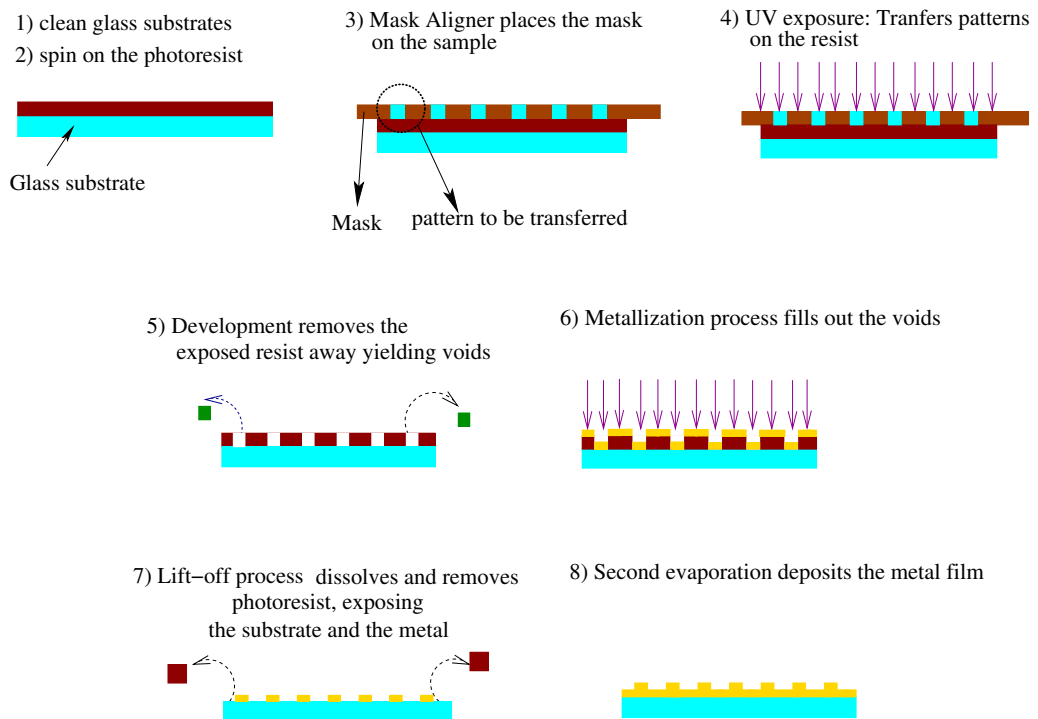 1) clean glass substrates
2) spin on the photoresist
Glass substrate
3) Mask Aligner places the mask
on the sample
Mask
pattern to be transferred
4) UV exposure: Tranfers patterns
on the resist
5) Development removes the
exposed resist away yielding voids
6) Metallization process fills out the voids
7) Lift−off process dissolves and removes
photoresist, exposing
the substrate and the metal
8) Second evaporation deposits the metal film